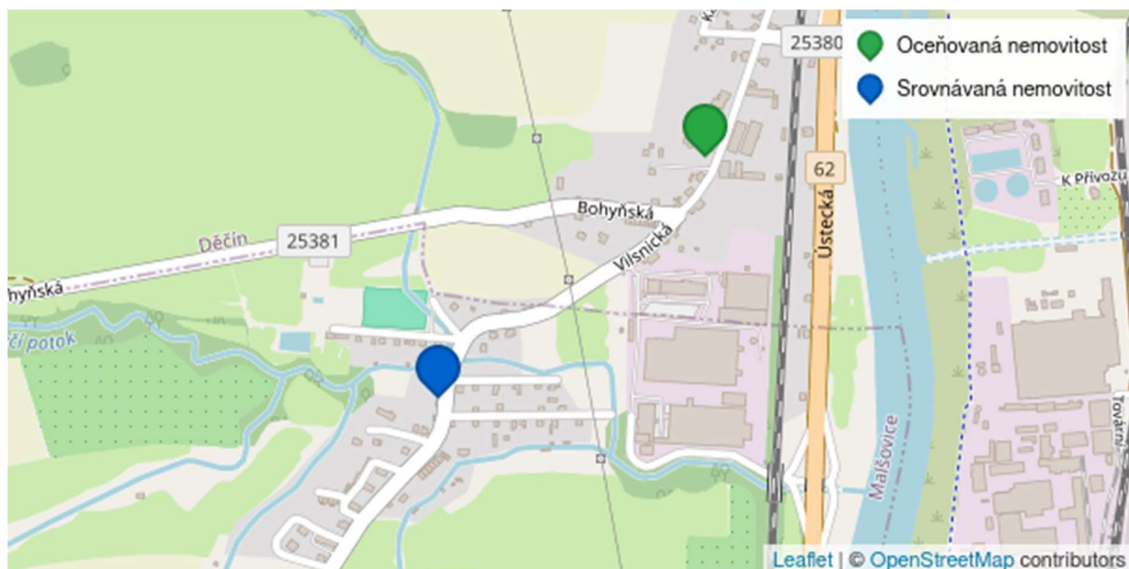 25380
Oceňovaná nemovitost
Srovnávaná nemovitost
62
K Přívozu
Bohyňská
Ústecká
Děčín
25381
Vilsnická
hyňská
čí potok
Malšovice
Tovární
Leaflet | © OpenStreetMap contributors